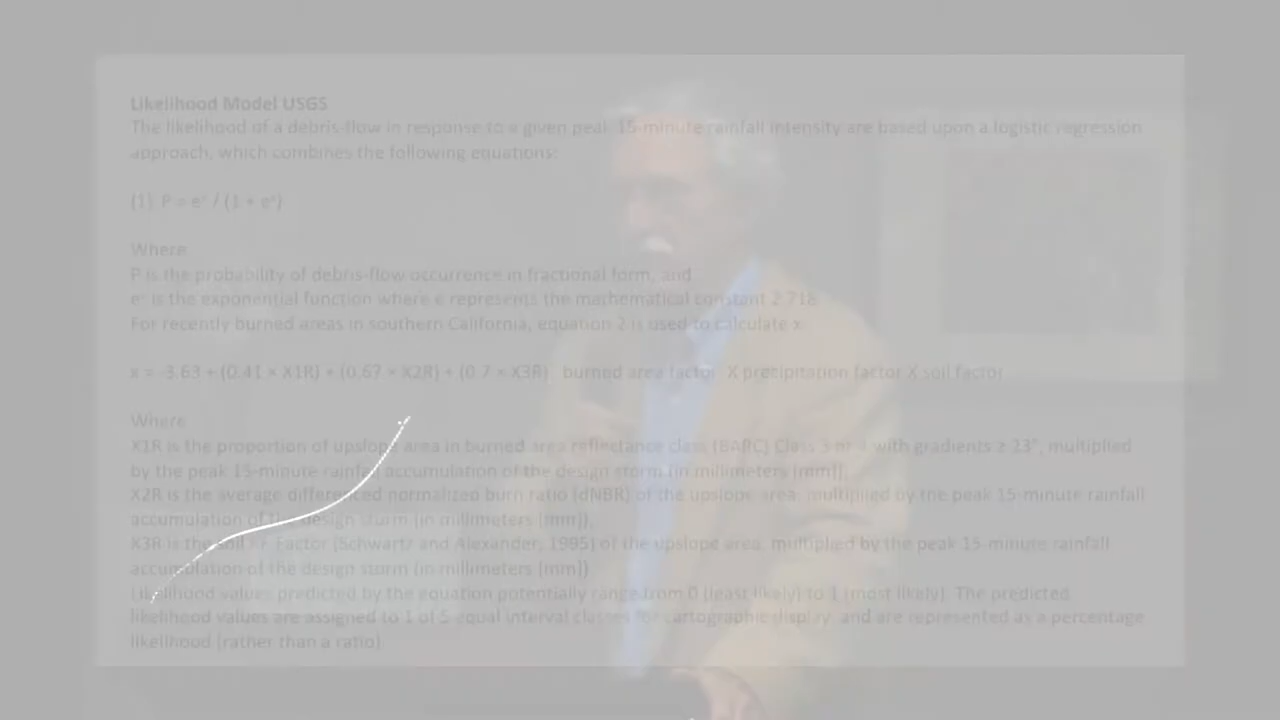 Likelihood Model USGS
The likelihood of a debris-flow in response to a given peak 15-minute rainfall intensity are based upon a logistic regression
approach, which combines the following equations:
(1) P = eˣ / (1 + eˣ)
Where
P is the probability of debris-flow occurrence in fractional form, and
eˣ is the exponential function where e represents the mathematical constant 2.718
For recently burned areas in southern California, equation 2 is used to calculate x
x = -3.63 + (0.41 × X1R) + (0.67 × X2R) + (0.7 × X3R) burned area factor X precipitation factor X soil factor
Where
X1R is the proportion of upslope area in burned area reflectance class (BARC) Class 3 or 4 with gradients ≥ 23°, multiplied
by the peak 15-minute rainfall accumulation of the design storm (in millimeters [mm]),
X2R is the average differenced normalized burn ratio (dNBR) of the upslope area, multiplied by the peak 15-minute rainfall
accumulation of the design storm (in milimeters [mm]),
X3R is the soil KF Factor (Schwartz and Alexander, 1995) of the upslope area, multiplied by the peak 15-minute rainfall
accumulation of the design storm (in millimeters [mm])
Likelihood values predicted by the equation potentially range from 0 (least likely) to 1 (most likely). The predicted
likelihood values are assigned to 1 of 5 equal interval classes for cartographic display, and are represented as a percentage
likelihood (rather than a ratio)